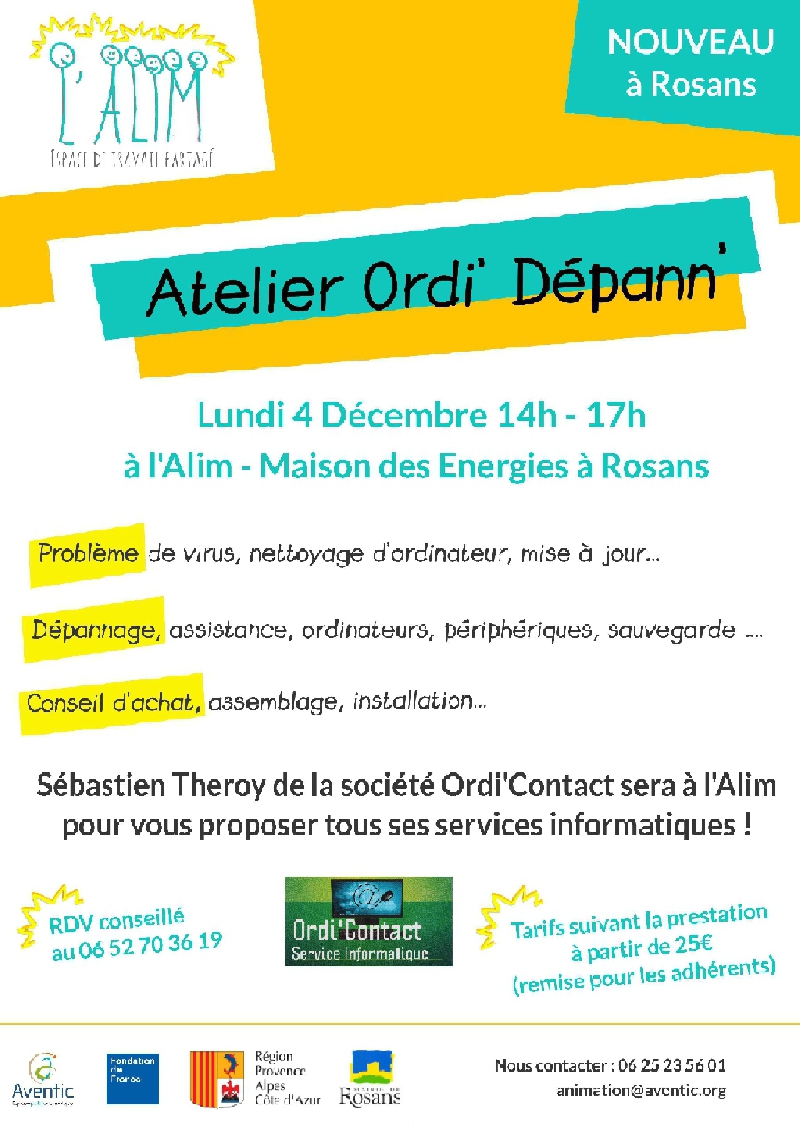 L'ALIM
ESPACE DE TRAVAIL PARTAGÉ
NOUVEAU
à Rosans
Atelier Ordi' Dépann'
Lundi 4 Décembre 14h - 17h
à l'Alim - Maison des Energies à Rosans
Problème de virus, nettoyage d'ordinateur, mise à jour...
Dépannage, assistance, ordinateurs, périphériques, sauvegarde ....
Conseil d'achat, assemblage, installation...
Sébastien Theroy de la société Ordi'Contact sera à l'Alim
pour vous proposer tous ses services informatiques !
RDV conseillé
au 06 52 70 36 19
Ordi'Contact
Service Informatique
Tarifs suivant la prestation
à partir de 25€
(remise pour les adhérents)
Aventic
Fondation
de
France
Région
Provence
Alpes
Côte d'Azur
Rosans
Nous contacter : 06 25 23 56 01
animation@aventic.org